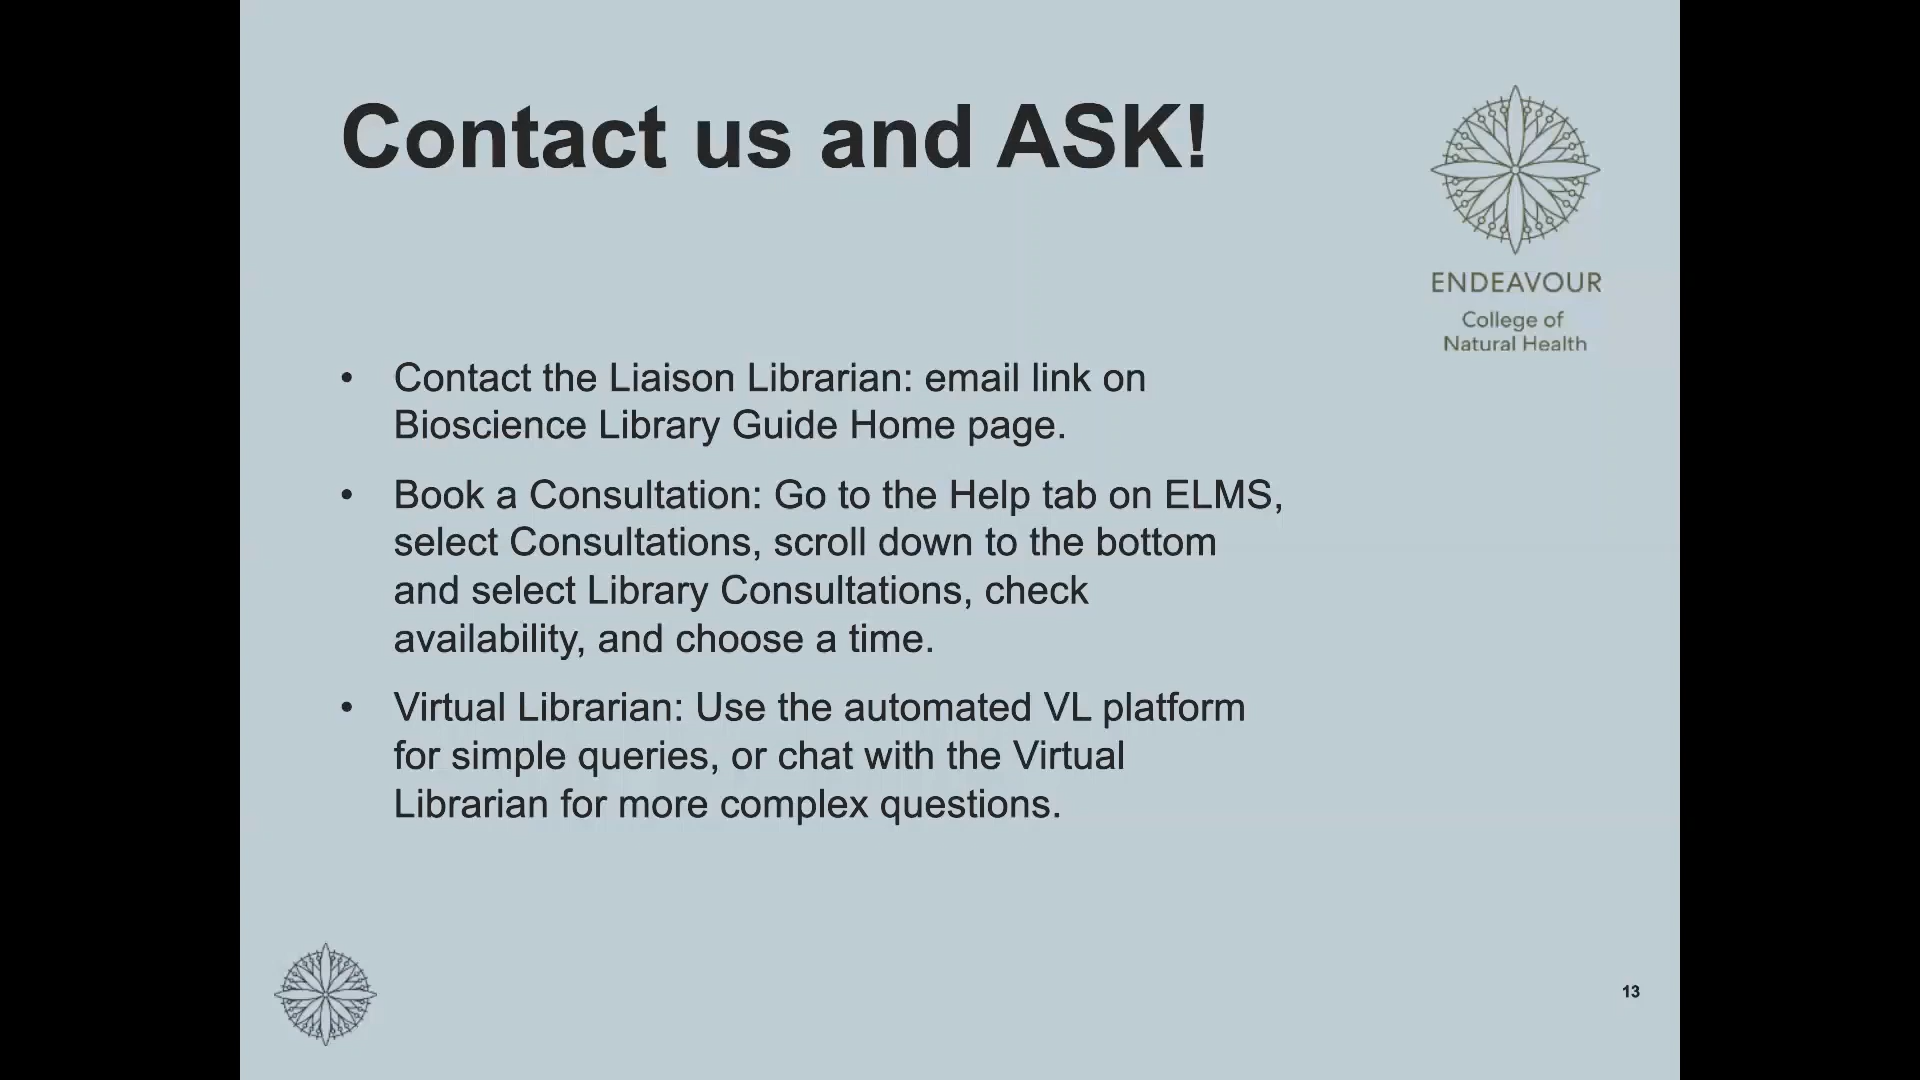 Contact us and ASK!
ENDEAVOUR
College of
Natural Health
• Contact the Liaison Librarian: email link on
Bioscience Library Guide Home page.
• Book a Consultation: Go to the Help tab on ELMS,
select Consultations, scroll down to the bottom
and select Library Consultations, check
availability, and choose a time.
• Virtual Librarian: Use the automated VL platform
for simple queries, or chat with the Virtual
Librarian for more complex questions.
13